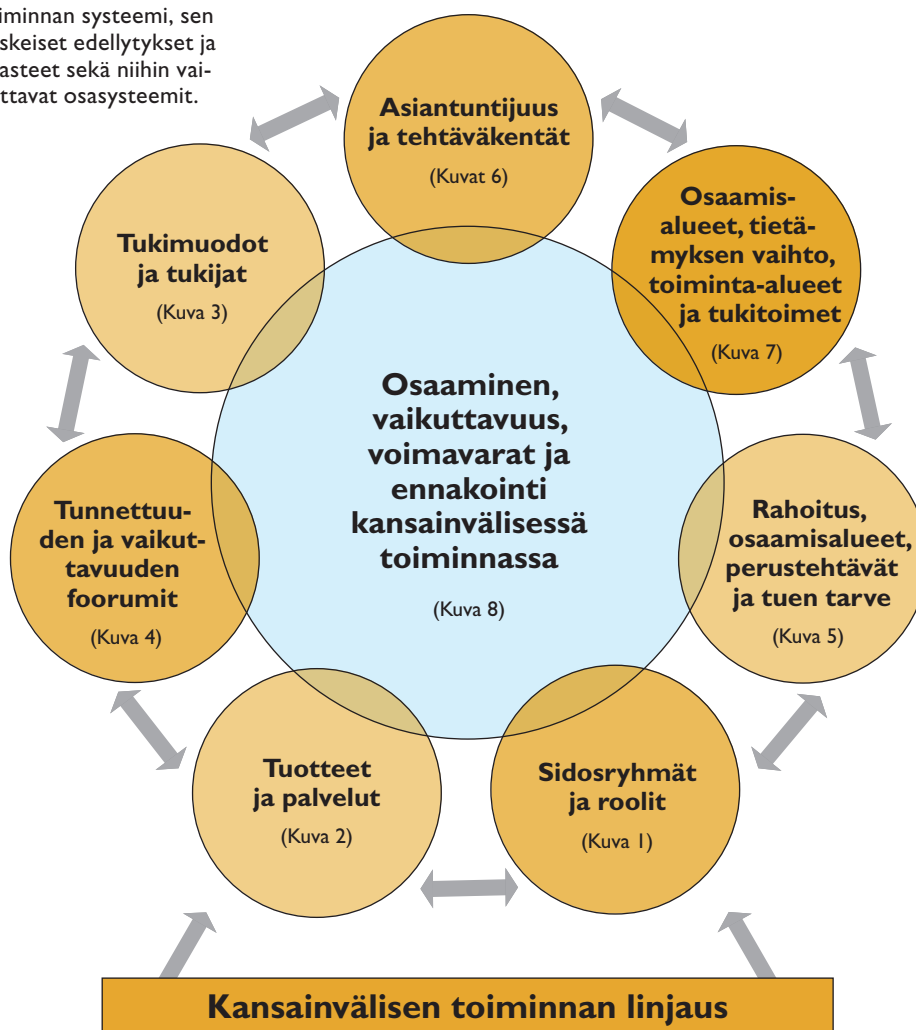 iminnan systeemi, sen
skeiset edellytykset ja
asteet sekä niihin vai-
ttavat osasysteemit.
Asiantuntijuus
ja tehtäväkentät
(Kuvat 6)
Osaamis-
alueet, tietä-
myksen vaihto,
toiminta-alueet
ja tukitoimet
(Kuva 7)
Tukimuodot
ja tukijat
(Kuva 3)
Osaaminen,
vaikuttavuus,
voimavarat ja
ennakointi
kansainvälisessä
toiminnassa
(Kuva 8)
Tunnettuu-
den ja vaikut-
tavuuden
foorumit
(Kuva 4)
Rahoitus,
osaamisalueet,
perustehtävät
ja tuen tarve
(Kuva 5)
Tuotteet
ja palvelut
(Kuva 2)
Sidosryhmät
ja roolit
(Kuva 1)
Kansainvälisen toiminnan linjaus